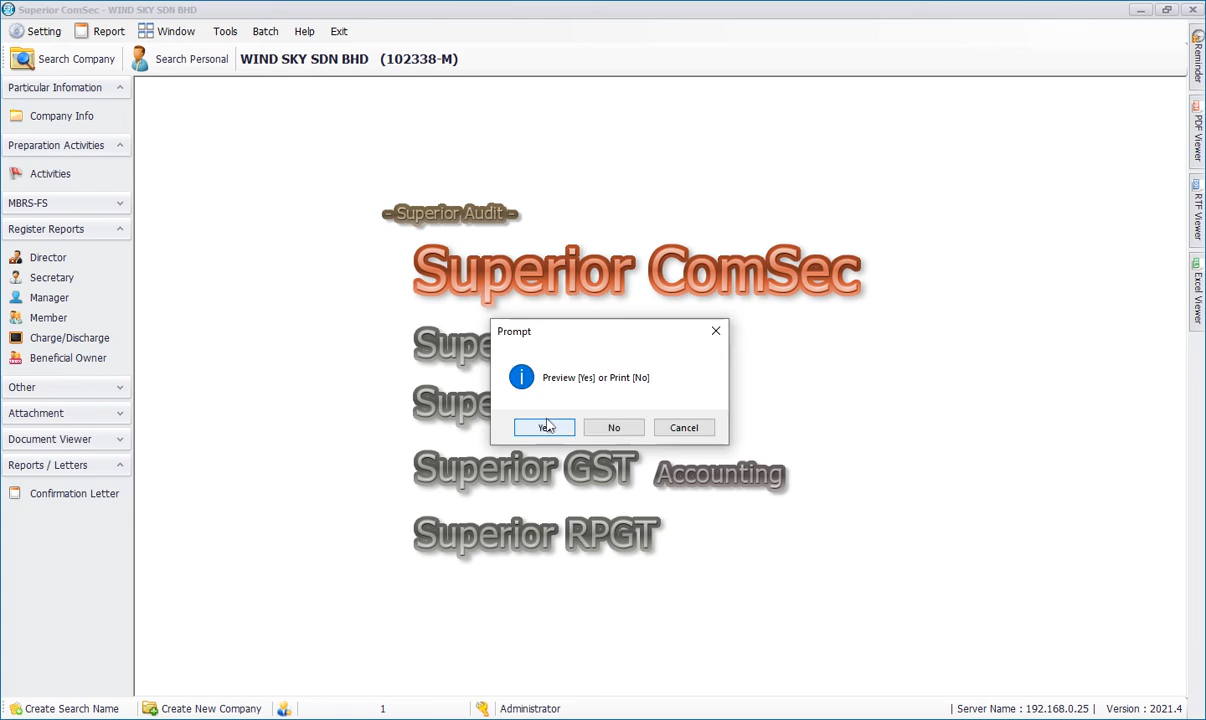 Superior ComSec - WIND SKY SDN BHD
Setting Report Window Tools Batch Help Exit
Search Company Search Personal WIND SKY SDN BHD (102338-M)
Particular Infomation
Company Info
Preparation Activities
Activities
MBRS-FS
Register Reports
Director
Secretary
Manager
Member
Charge/Discharge
Beneficial Owner
Other
Attachment
Document Viewer
Reports / Letters
Confirmation Letter
- Superior Audit -
Superior ComSec
Superior GST Accounting
Superior RPGT
Prompt
Preview [Yes] or Print [No]
No Cancel
Reminder
PDF Viewer
RTF Viewer
Excel Viewer
Create Search Name Create New Company 1 Administrator | Server Name : 192.168.0.25 | Version : 2021.4